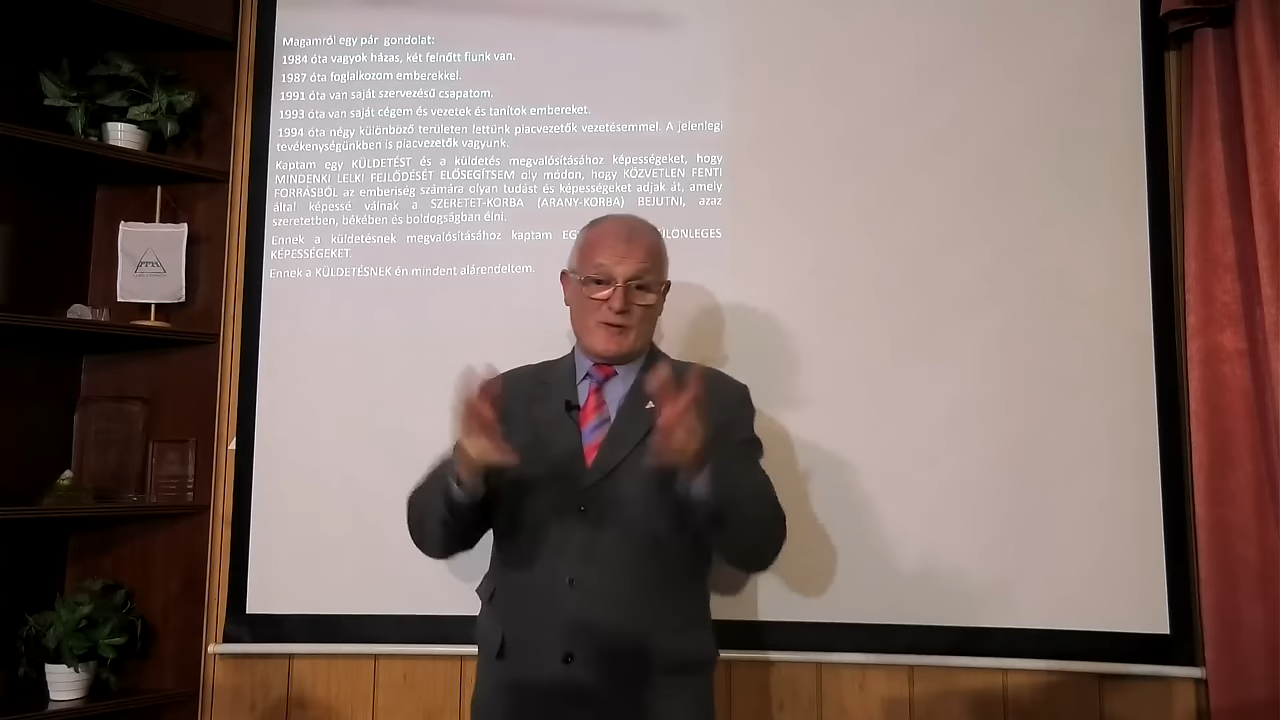 Magamról egy pár gondolat:
1984 óta vagyok házas, két felnőtt fiunk van.
1987 óta foglalkozom emberekkel.
1991 óta van saját szervezésű csapatom.
1993 óta van saját cégem és vezetek és tanítok embereket.
1994 óta négy különböző területen lettünk piacvezetők vezetésemmel. A jelenlegi
tevékenységünkben is piacvezetők vagyunk.
Kaptam egy KÜLDETÉST és a küldetés megvalósításához képességeket, hogy
MINDENKI LELKI FEJLŐDÉSÉT ELŐSEGÍTSEM oly módon, hogy KÖZVETLEN FENTI
FORRÁSBÓL az emberiség számára olyan tudást és képességeket adjak át, amely
által képessé válnak a SZERETET-KORBA (ARANY-KORBA) BEJUTNI, azaz
szeretetben, békében és boldogságban élni.
Ennek a küldetésnek megvalósításához kaptam
KÉPESSÉGEKET.
Ennek a KÜLDETÉSNEK én mindent alárendeltem.